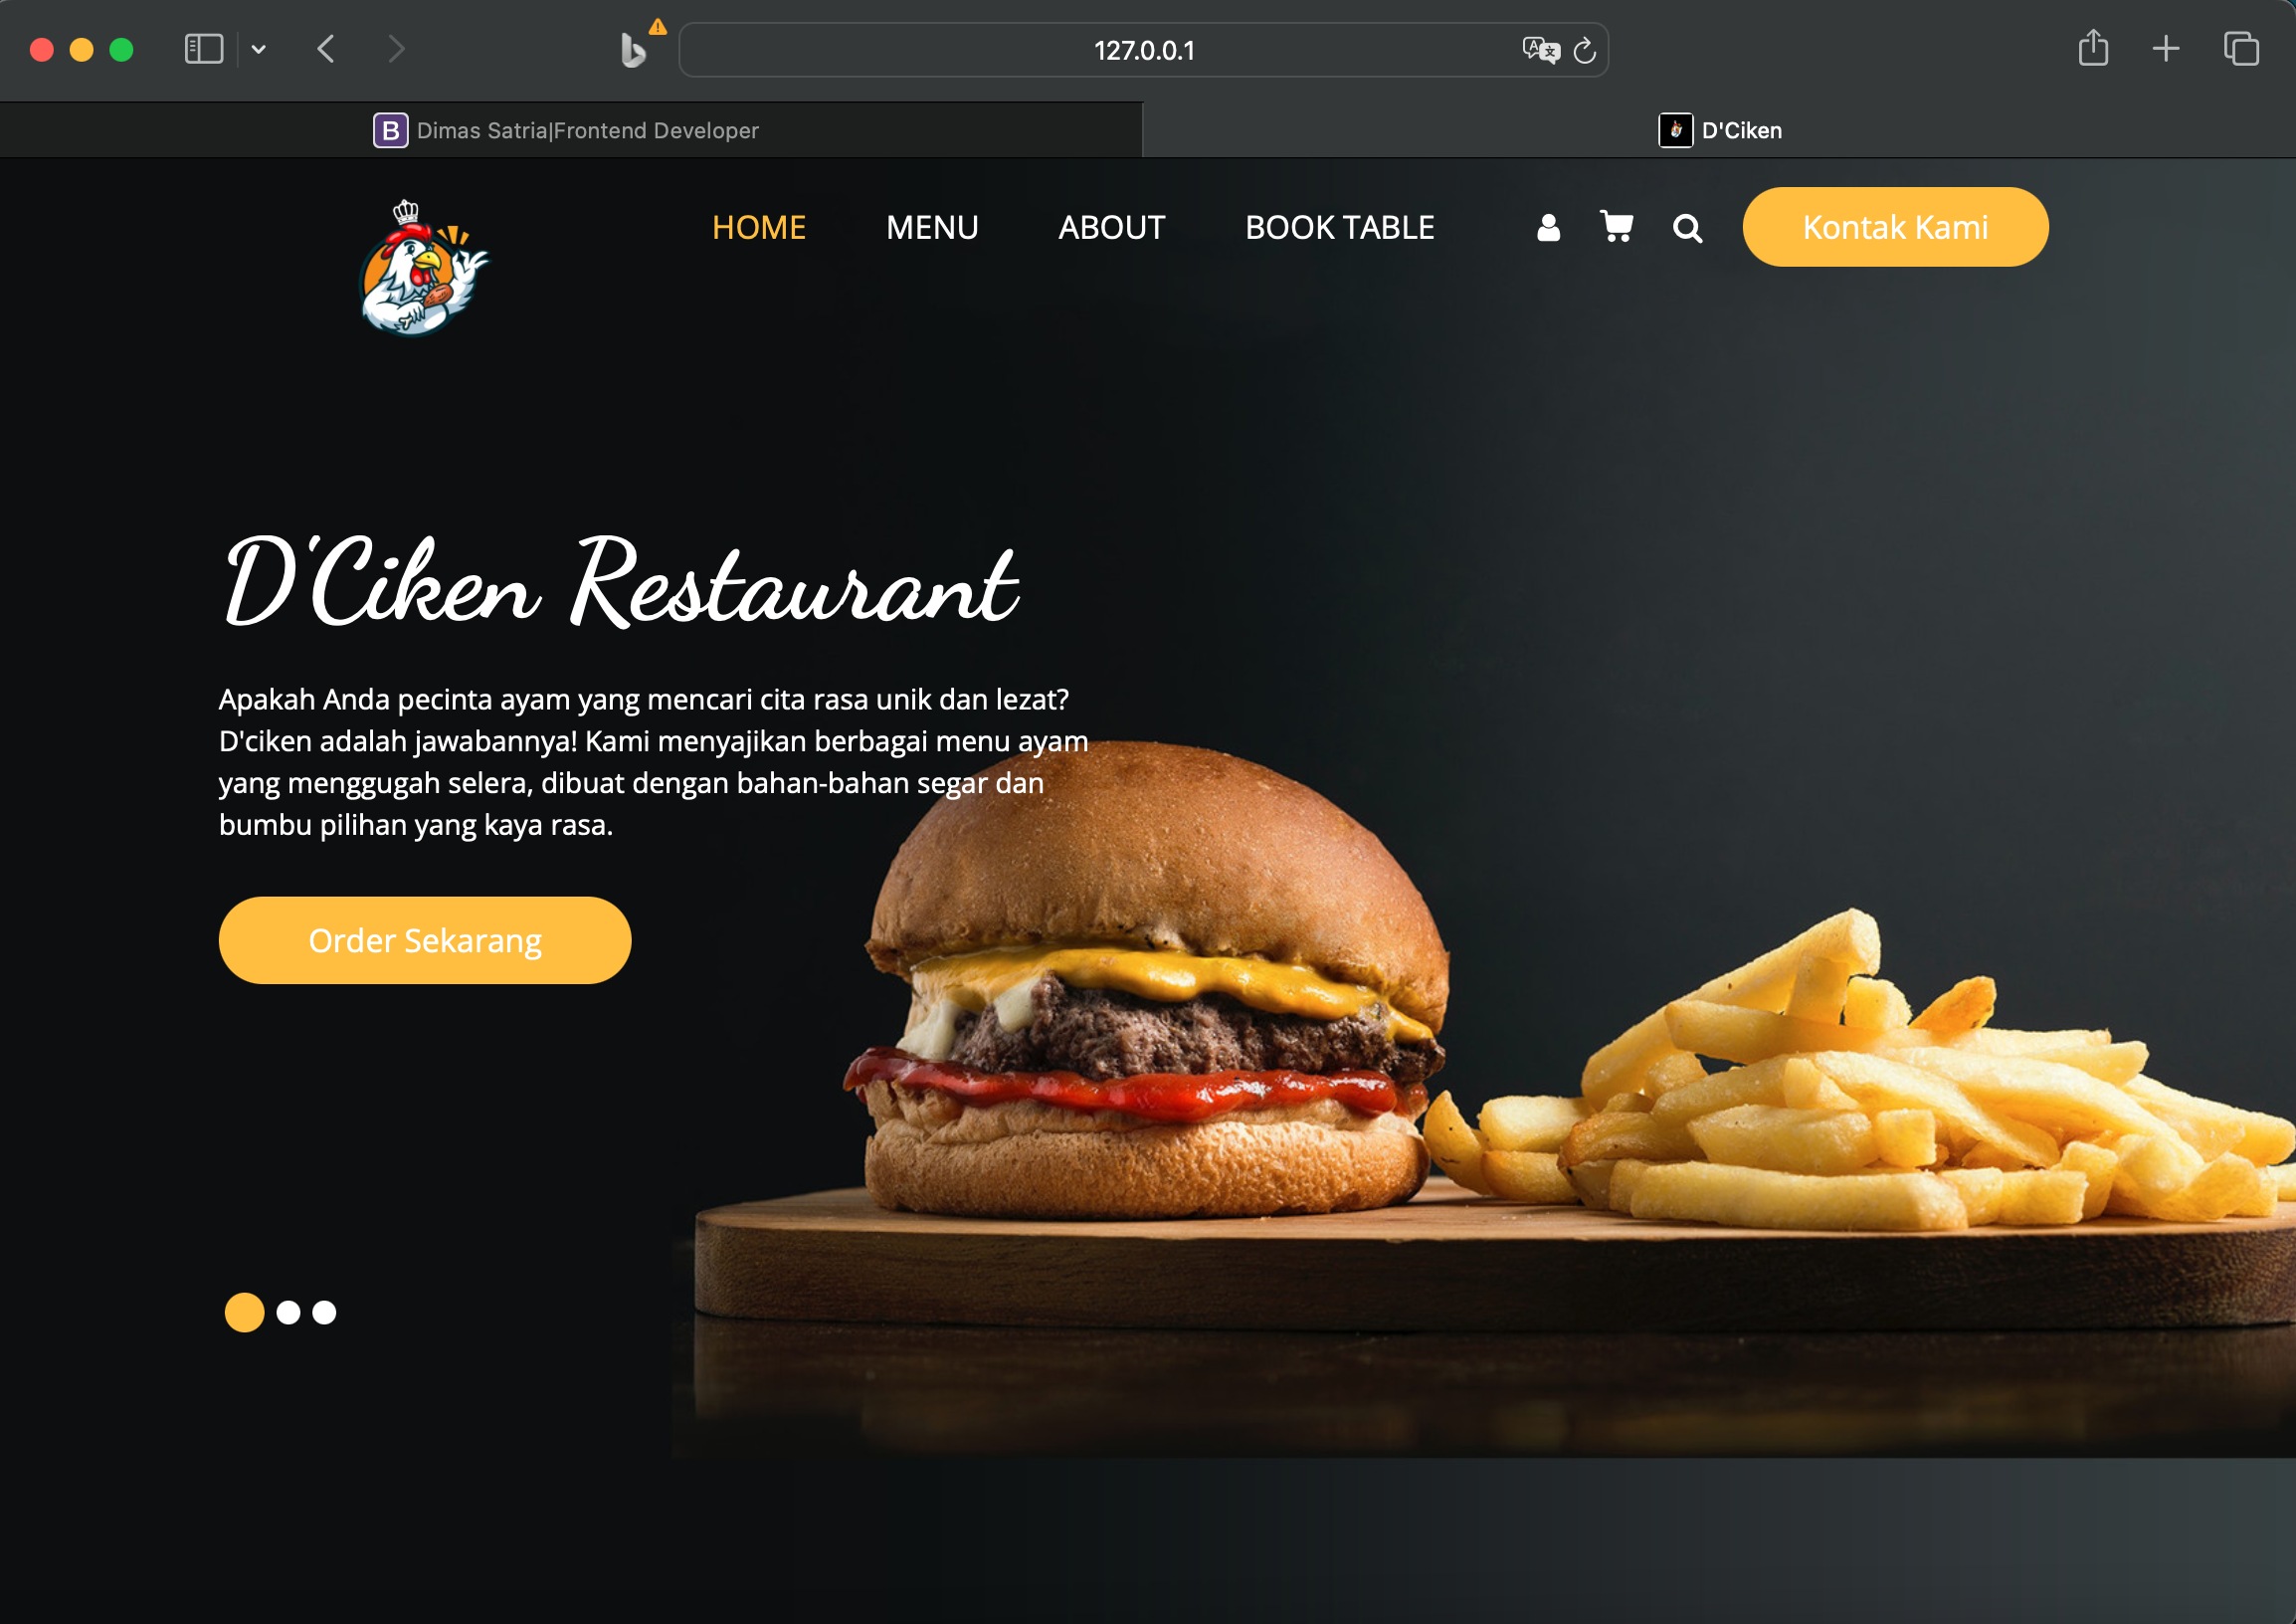 127.0.0.1
B Dimas Satria|Frontend Developer
D'Ciken
HOME MENU ABOUT BOOK TABLE Kontak Kami
D'Ciken Restaurant
Apakah Anda pecinta ayam yang mencari cita rasa unik dan lezat?
D'ciken adalah jawabannya! Kami menyajikan berbagai menu ayam
yang menggugah selera, dibuat dengan bahan-bahan segar dan
bumbu pilihan yang kaya rasa.
Order Sekarang